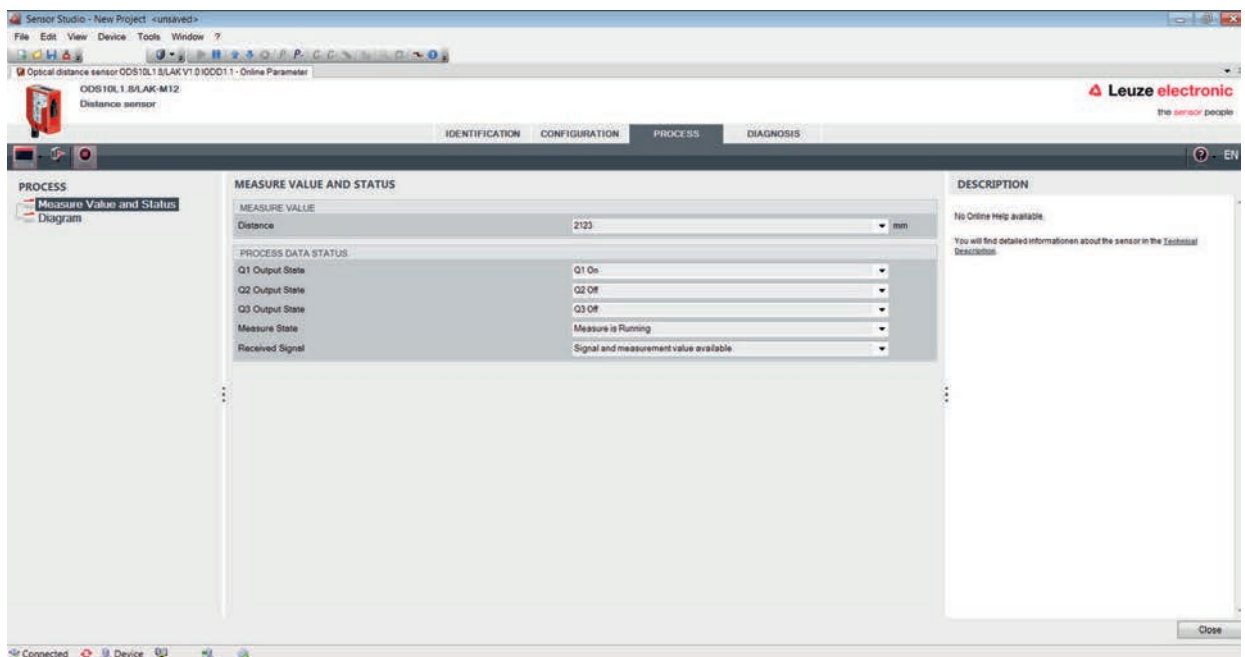 Sensor Studio - New Project <unsaved>
File Edit View Device Tools Window ?
Optical distance sensor ODS10L1.8/LAK V1.0 IODD1.1 - Online Parameter
ODS10L1.8/LAK-M12
Distance sensor
Leuze electronic
the sensor people
IDENTIFICATION CONFIGURATION PROCESS DIAGNOSIS
EN
PROCESS
Measure Value and Status
Diagram
MEASURE VALUE AND STATUS
MEASURE VALUE
Distance 2123 mm
PROCESS DATA STATUS
Q1 Output State Q1 On
Q2 Output State Q2 Off
Q3 Output State Q3 Off
Measure State Measure is Running
Received Signal Signal and measurement value available
DESCRIPTION
No Online Help available.
You will find detailed informationen about the sensor in the Technical
Description.
Close
Connected Device